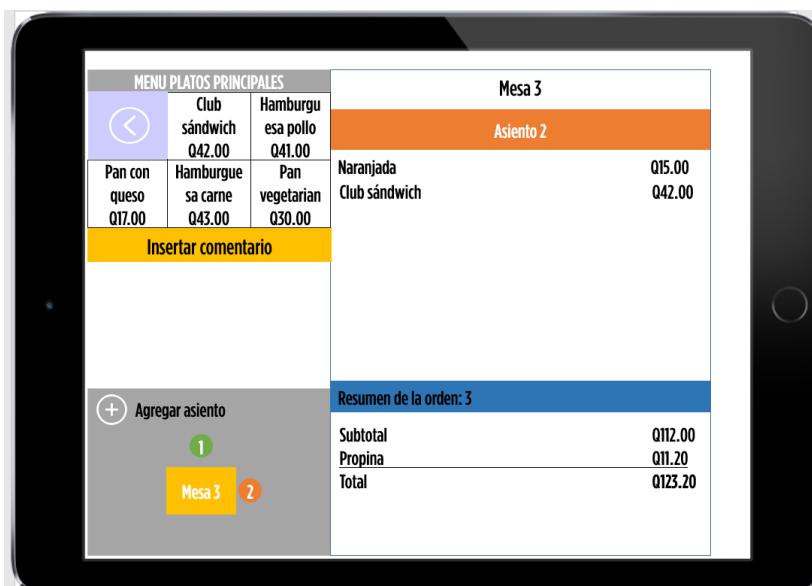 MENU PLATOS PRINCIPALES
Club
sándwich
Q42.00
Hamburgu
esa pollo
Q41.00
Pan con
queso
Q17.00
Hamburgue
sa carne
Q43.00
Pan
vegetarian
Q30.00
Insertar comentario
Agregar asiento
1
Mesa 3
2
Mesa 3
Asiento 2
Naranjada Q15.00
Club sándwich Q42.00
Resumen de la orden: 3
Subtotal Q112.00
Propina Q11.20
Total Q123.20